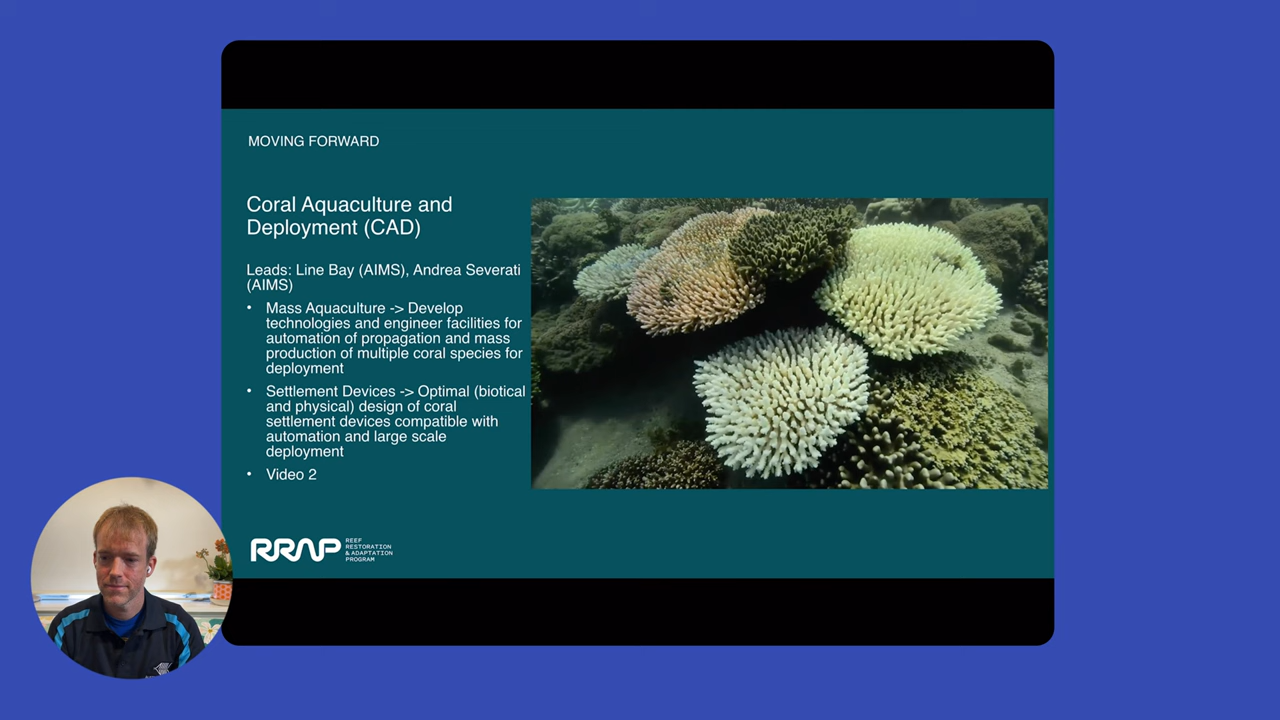 MOVING FORWARD
Coral Aquaculture and
Deployment (CAD)
Leads: Line Bay (AIMS), Andrea Severati
(AIMS)
• Mass Aquaculture -> Develop
technologies and engineer facilities for
automation of propagation and mass
production of multiple coral species for
deployment
• Settlement Devices -> Optimal (biotical
and physical) design of coral
settlement devices compatible with
automation and large scale
deployment
• Video 2
RRAP
REEF
RESTORATION
& ADAPTATION
PROGRAM